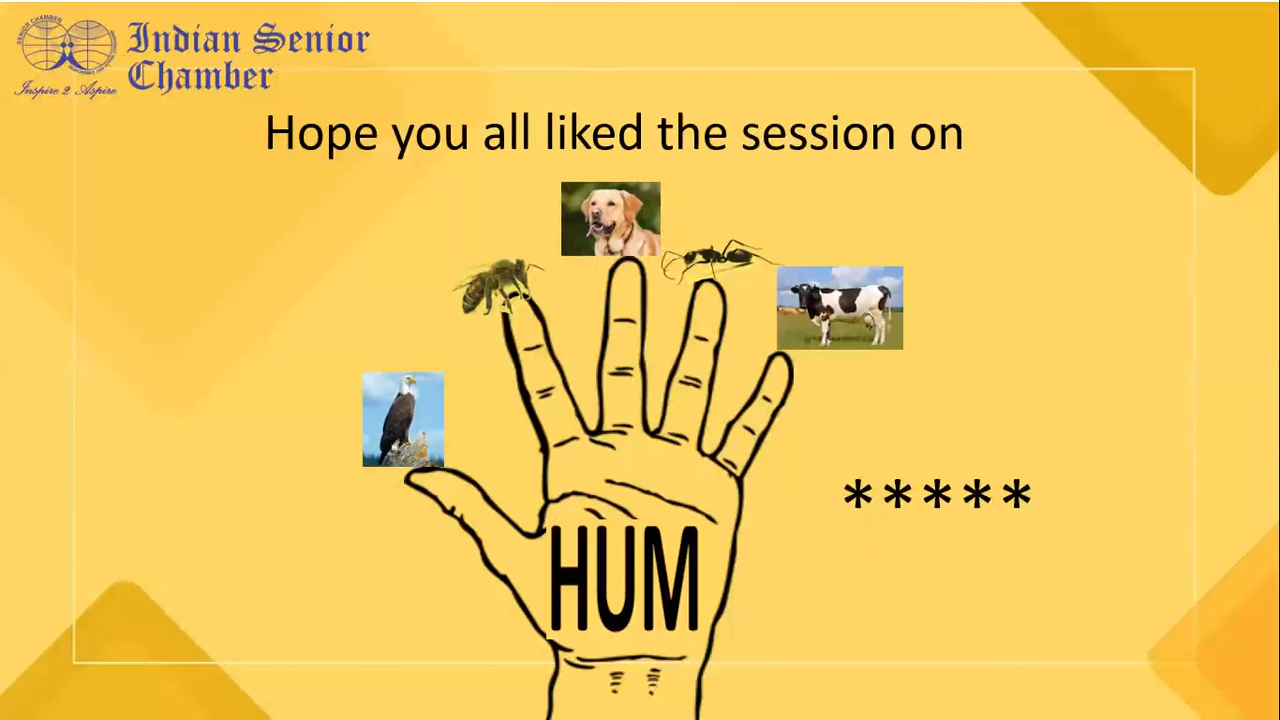 Indian Senior
Chamber
Inspire 2 Aspire
Hope you all liked the session on
*****
HUM